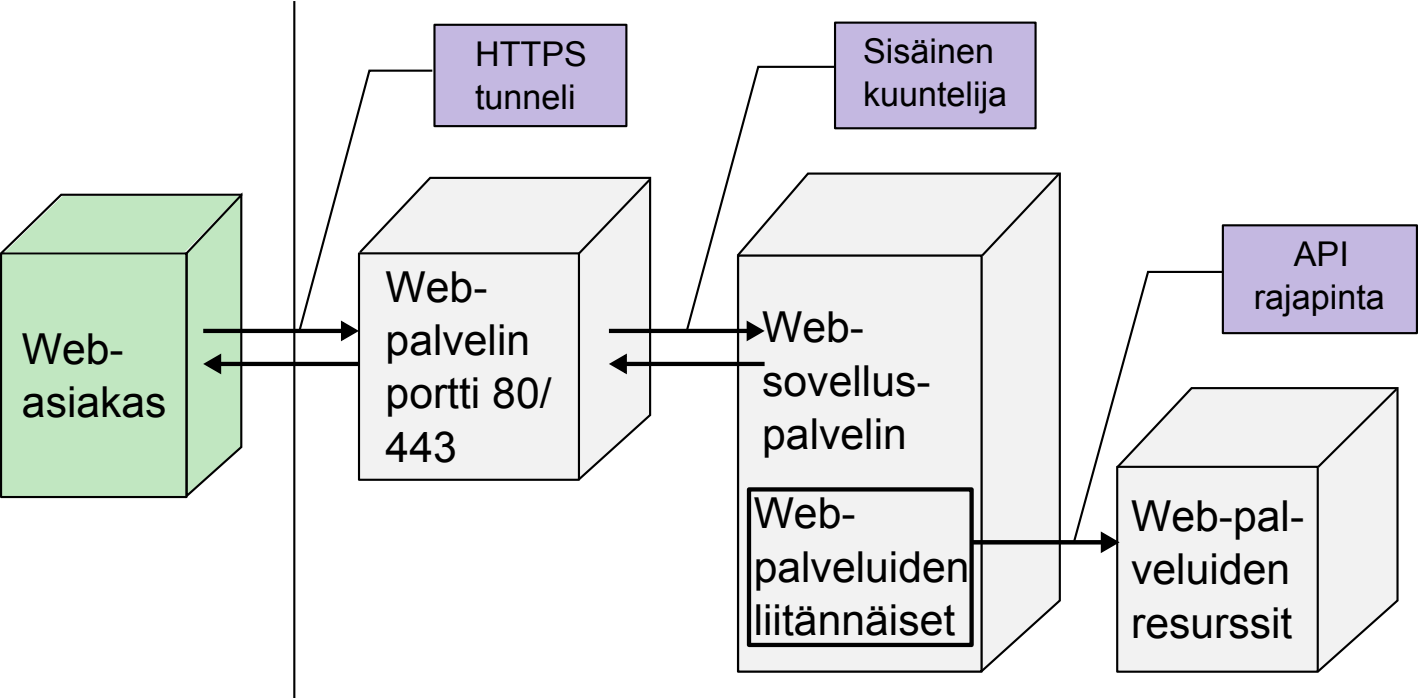 HTTPS
tunneli
Sisäinen
kuuntelija
API
rajapinta
Web-
asiakas
Web-
palvelin
portti 80/
443
Web-
sovellus-
palvelin
Web-
palveluiden
liitännäiset
Web-pal-
veluiden
resurssit